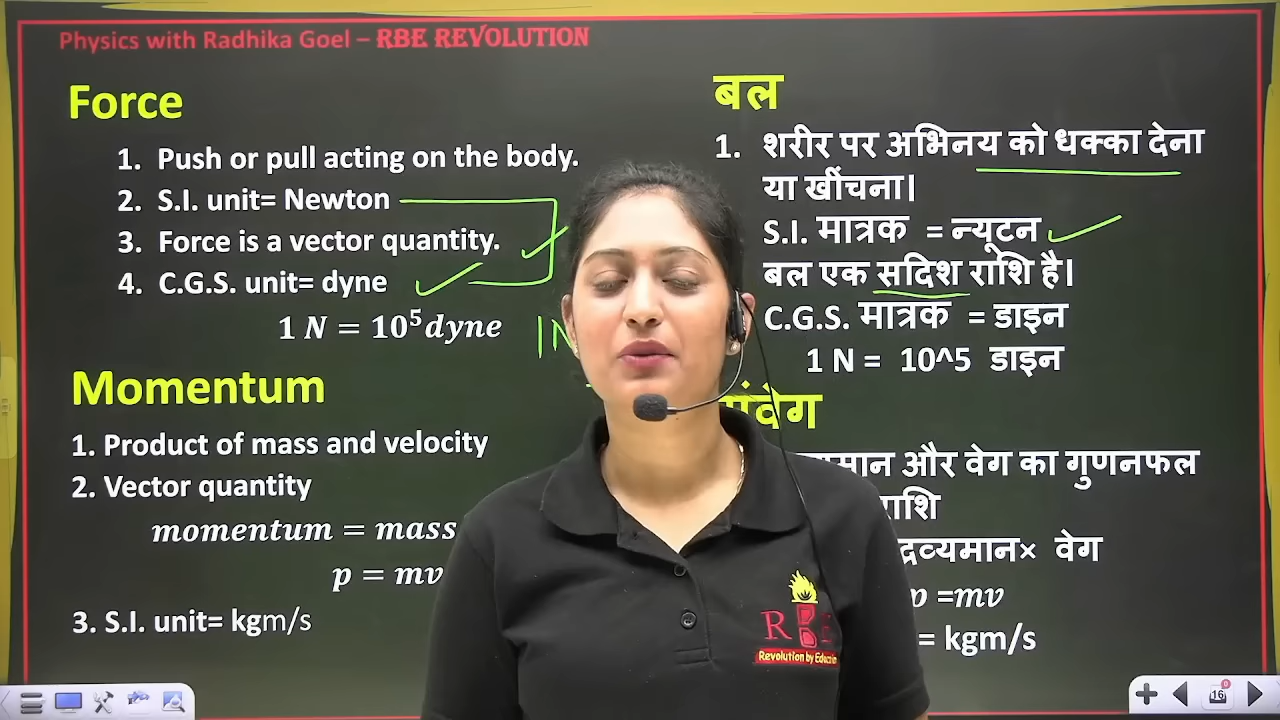 Physics with Radhika Goel – RBE REVOLUTION
Force
1. Push or pull acting on the body.
2. S.I. unit= Newton
3. Force is a vector quantity.
4. C.G.S. unit= dyne
1 N = 10⁵dyne
1N
Momentum
1. Product of mass and velocity
2. Vector quantity
momentum = mass
p = mv
3. S.I. unit= kgm/s
बल
1. शरीर पर अभिनय को धक्का देना
या खींचना।
S.I. मात्रक = न्यूटन
बल एक सदिश राशि है।
C.G.S. मात्रक = डाइन
1 N = 10^5 डाइन
और वेग का गुणनफल
राशि
द्रव्यमान× वेग
p =mv
= kgm/s
R
Revolution by
16